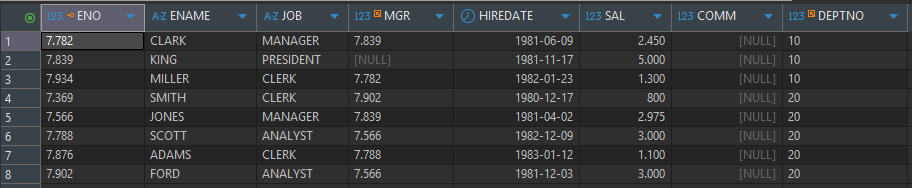 123 ENO A-Z ENAME A-Z JOB 123 MGR HIREDATE 123 SAL 123 COMM 123 DEPTNO
1 7.782 CLARK MANAGER 7.839 1981-06-09 2.450 [NULL] 10
2 7.839 KING PRESIDENT [NULL] 1981-11-17 5.000 [NULL] 10
3 7.934 MILLER CLERK 7.782 1982-01-23 1.300 [NULL] 10
4 7.369 SMITH CLERK 7.902 1980-12-17 800 [NULL] 20
5 7.566 JONES MANAGER 7.839 1981-04-02 2.975 [NULL] 20
6 7.788 SCOTT ANALYST 7.566 1982-12-09 3.000 [NULL] 20
7 7.876 ADAMS CLERK 7.788 1983-01-12 1.100 [NULL] 20
8 7.902 FORD ANALYST 7.566 1981-12-03 3.000 [NULL] 20